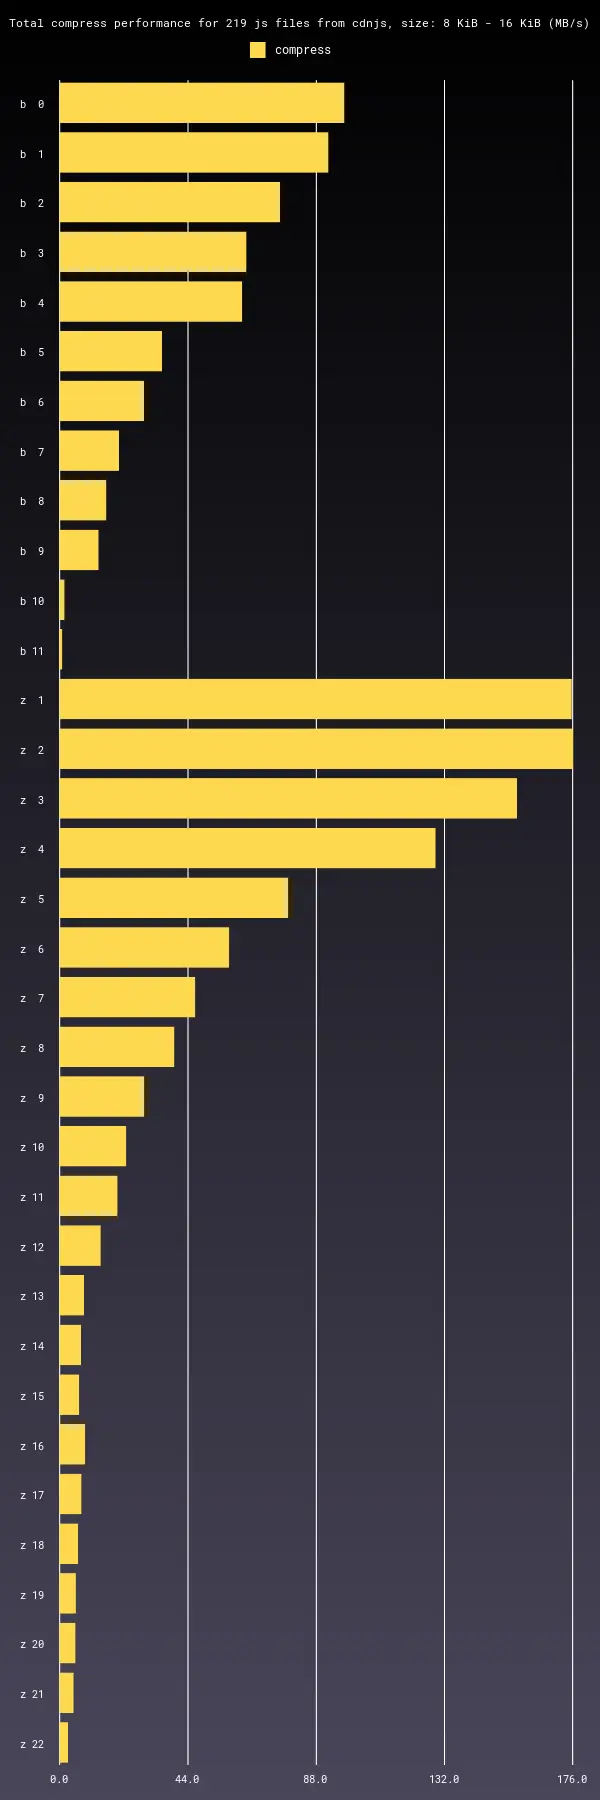 Total compress performance for 219 js files from cdnjs, size: 8 KiB - 16 KiB (MB/s)
compress
b 0
b 1
b 2
b 3
b 4
b 5
b 6
b 7
b 8
b 9
b 10
b 11
z 1
z 2
z 3
z 4
z 5
z 6
z 7
z 8
z 9
z 10
z 11
z 12
z 13
z 14
z 15
z 16
z 17
z 18
z 19
z 20
z 21
z 22
0.0 44.0 88.0 132.0 176.0